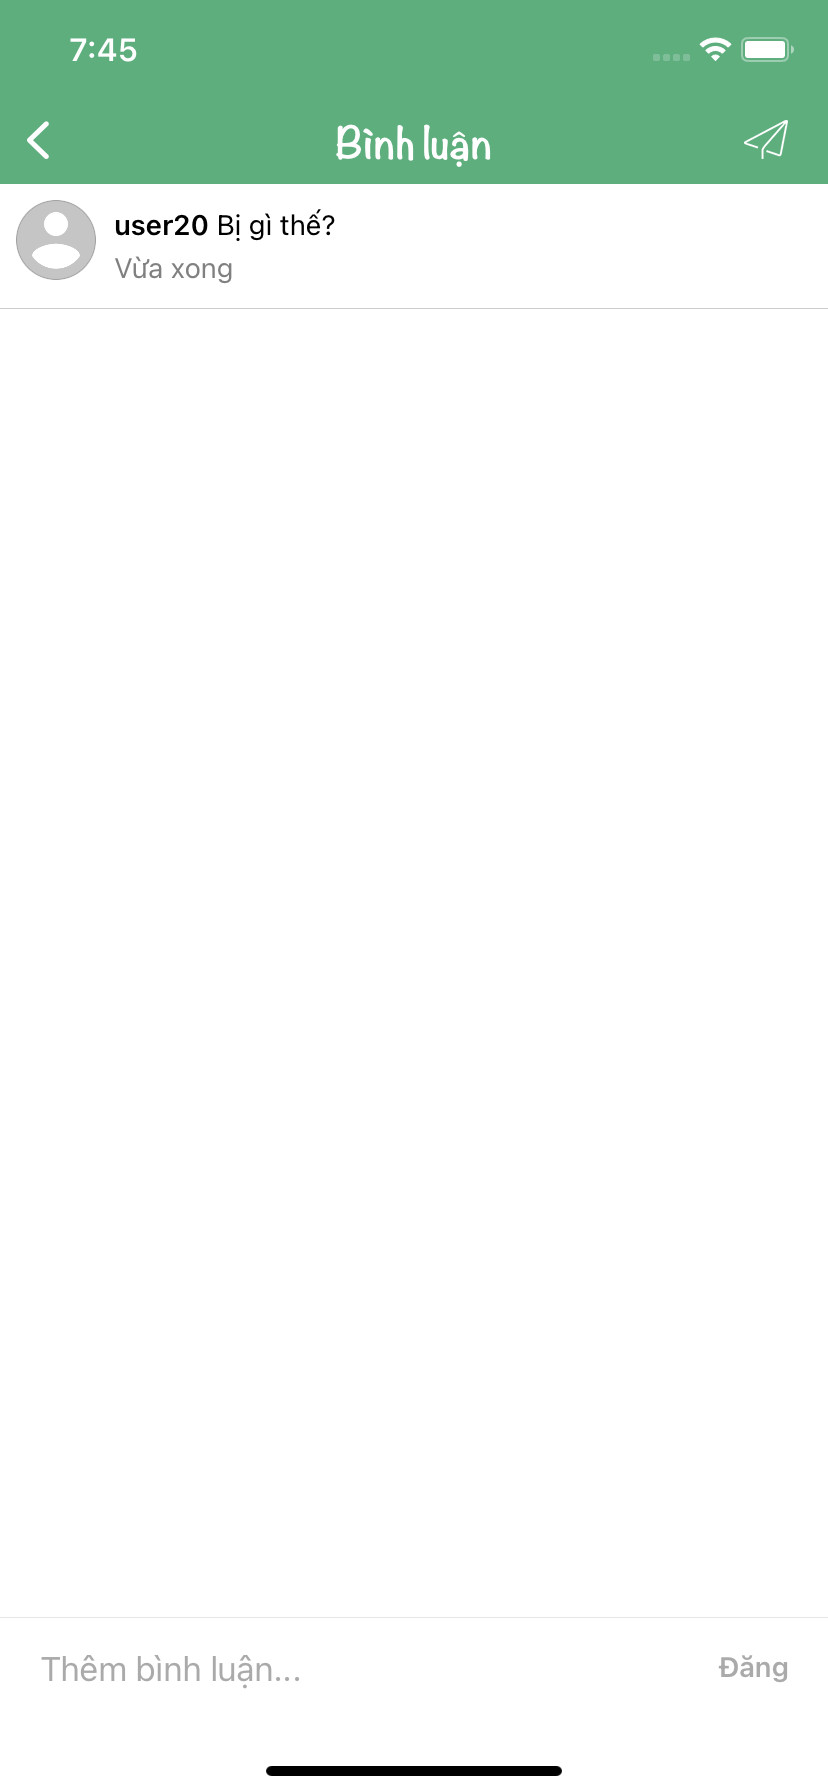 7:45
Bình luận
user20 Bị gì thế?
Vừa xong
Thêm bình luận...
Đăng